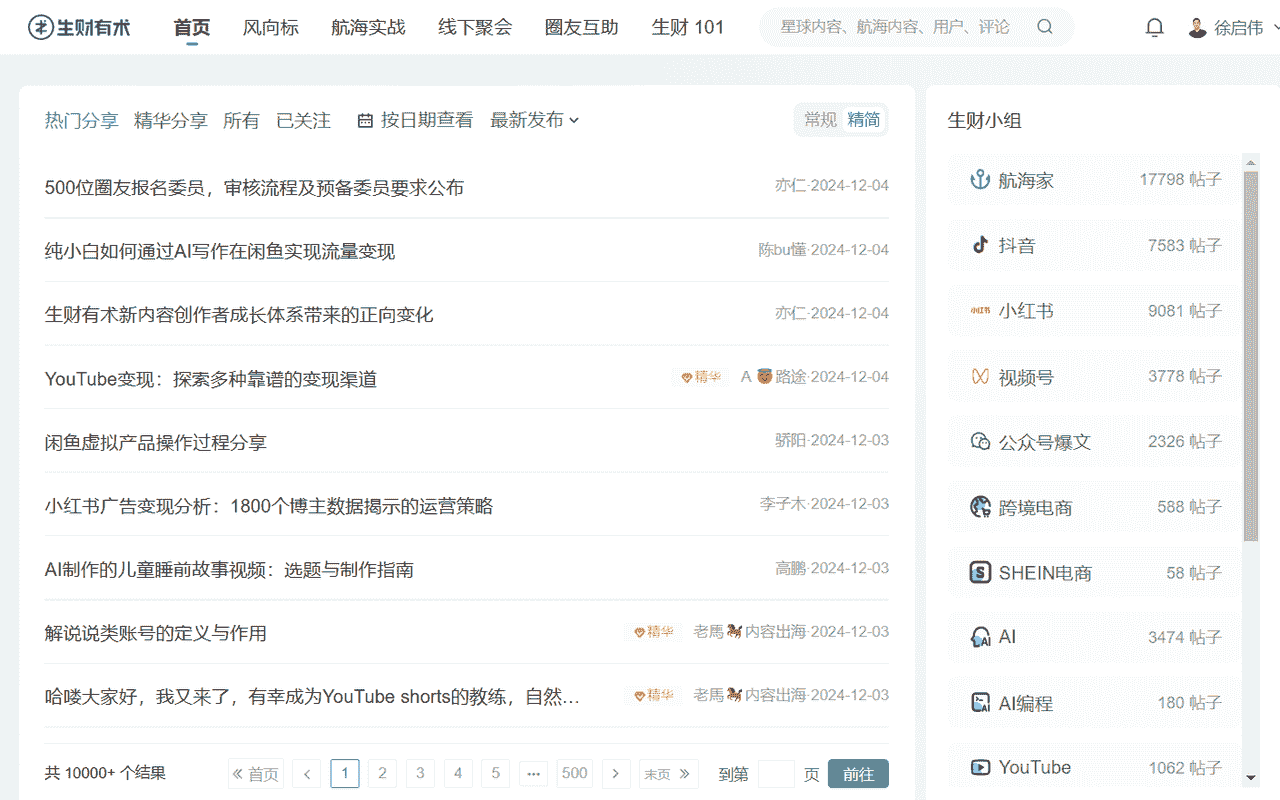 生财有术 首页 风向标 航海实战 线下聚会 圈友互助 生财 101 星球内容、航海内容、用户、评论 徐启伟
热门分享 精华分享 所有 已关注 按日期查看 最新发布 常规 精简
500位圈友报名委员，审核流程及预备委员要求公布 亦仁·2024-12-04
纯小白如何通过AI写作在闲鱼实现流量变现 陈bu懂·2024-12-04
生财有术新内容创作者成长体系带来的正向变化 亦仁·2024-12-04
YouTube变现：探索多种靠谱的变现渠道 精华 A 😇路途·2024-12-04
闲鱼虚拟产品操作过程分享 骄阳·2024-12-03
小红书广告变现分析：1800个博主数据揭示的运营策略 李子木·2024-12-03
AI制作的儿童睡前故事视频：选题与制作指南 高鹏·2024-12-03
解说说类账号的定义与作用 精华 老馬🐎内容出海·2024-12-03
哈喽大家好，我又来了，有幸成为YouTube shorts的教练，自然… 精华 老馬🐎内容出海·2024-12-03
共 10000+ 个结果 « 首页 ‹ 1 2 3 4 5 ··· 500 › 末页 » 到第 页 前往
生财小组
航海家 17798 帖子
抖音 7583 帖子
小红书 小红书 9081 帖子
视频号 3778 帖子
公众号爆文 2326 帖子
跨境电商 588 帖子
SHEIN电商 58 帖子
AI AI 3474 帖子
AI AI编程 180 帖子
YouTube 1062 帖子